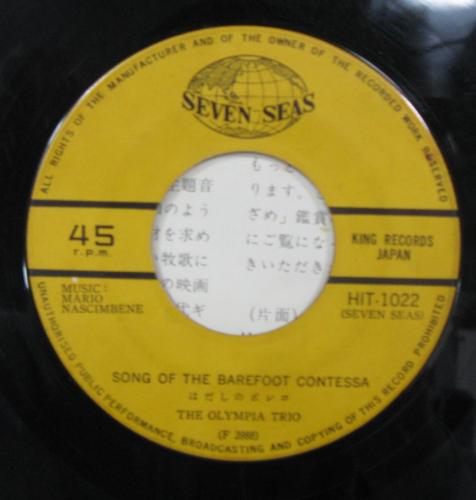 ALL RIGHTS OF THE MANUFACTURER AND OF THE OWNER OF THE RECORDED WORK RESERVED
SEVEN SEAS
45
r.p.m.
KING RECORDS
JAPAN
MUSIC:
MARIO
NASCIMBENE
HIT-1022
(SEVEN SEAS)
もっと
ります。
ざめ」鑑賞
にご覧にな
きいただき
(片面)
主題音
のよう
を求め
牧歌に
の映画
代ギ
SONG OF THE BAREFOOT CONTESSA
はだしのボレロ
THE OLYMPIA TRIO
(F 2988)
UNAUTHORISED PUBLIC PERFORMANCE, BROADCASTING AND COPYING OF THIS RECORD PROHIBITED